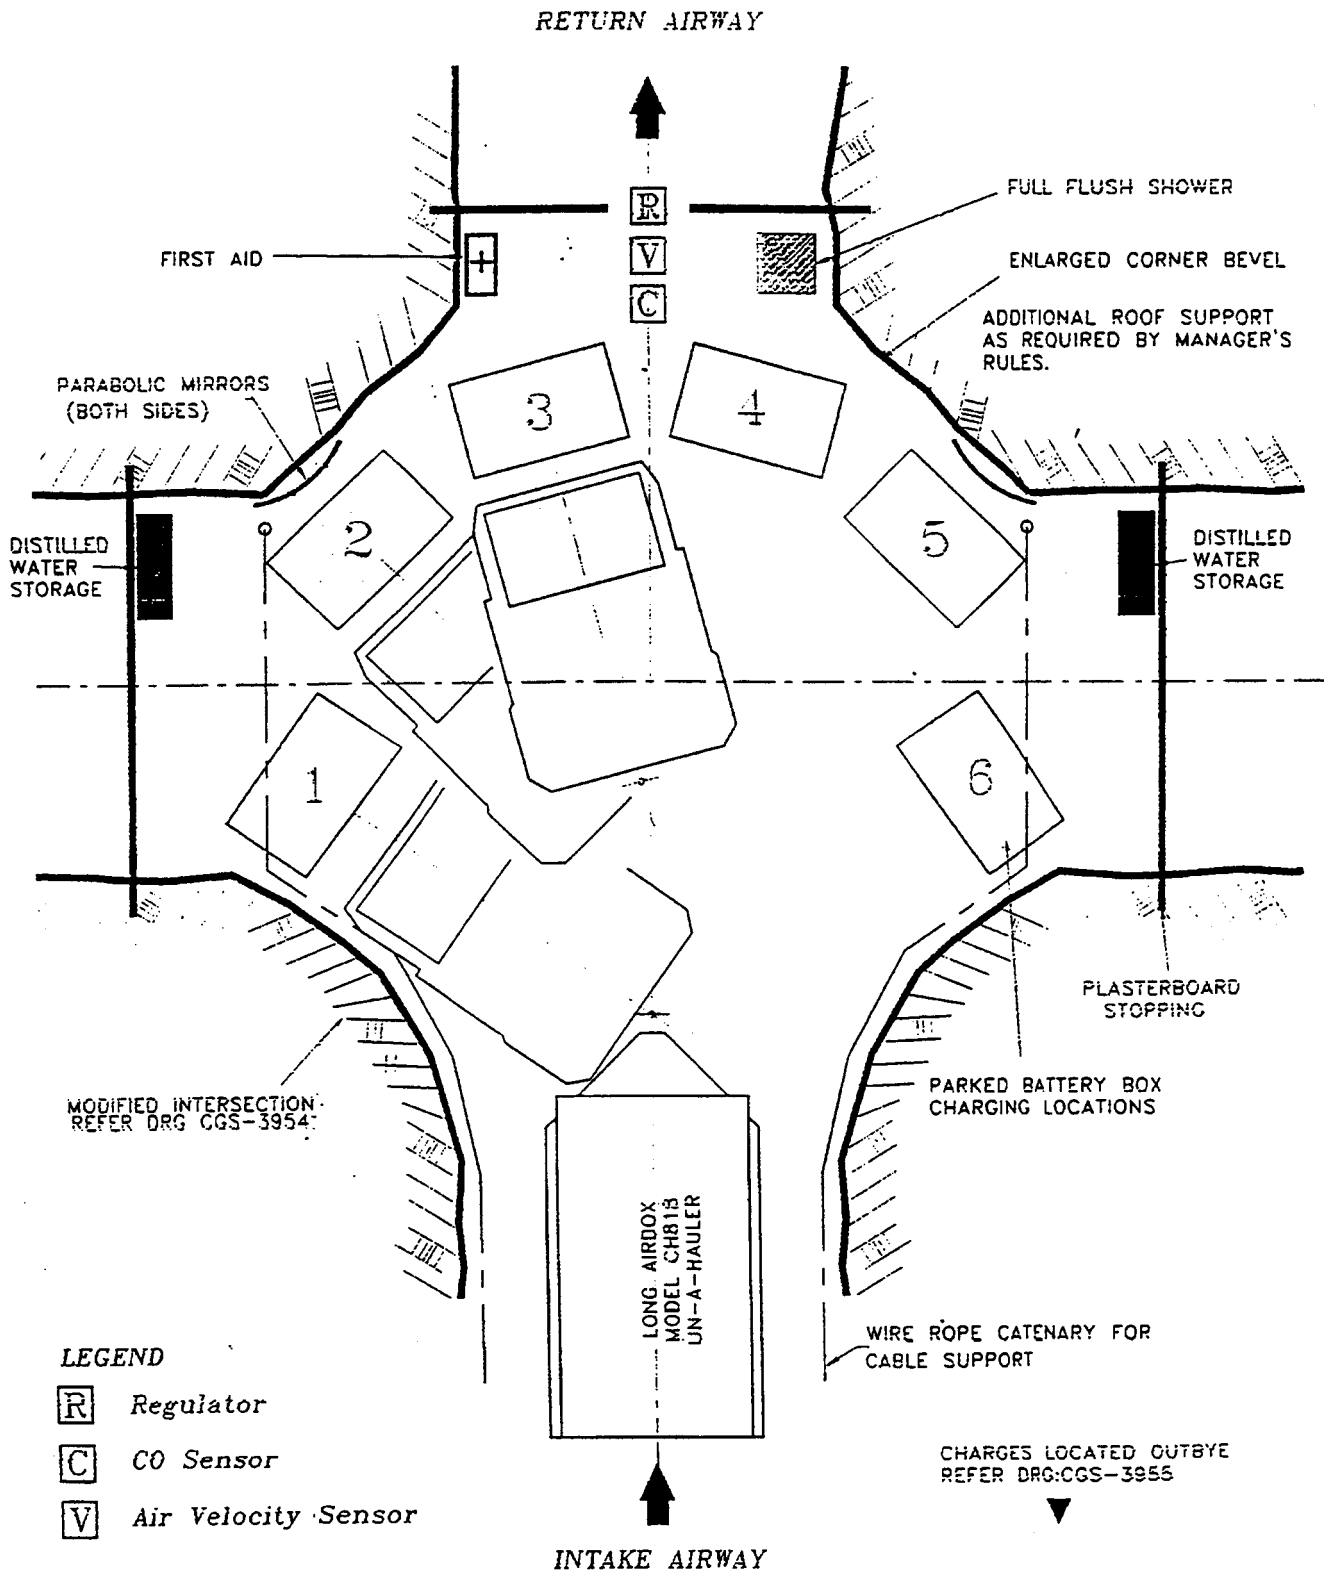 RETURN AIRWAY
R
FULL FLUSH SHOWER
FIRST AID
V
ENLARGED CORNER BEVEL
C
ADDITIONAL ROOF SUPPORT
AS REQUIRED BY MANAGER'S
RULES.
PARABOLIC MIRRORS
(BOTH SIDES)
3
4
2
5
DISTILLED
WATER
STORAGE
DISTILLED
WATER
STORAGE
1
6
PLASTERBOARD
STOPPING
MODIFIED INTERSECTION
REFER DRG CGS-3954
PARKED BATTERY BOX
CHARGING LOCATIONS
LONG AIRDOX
MODEL CH818
UN-A-HAULER
WIRE ROPE CATENARY FOR
CABLE SUPPORT
LEGEND
R Regulator
C CO Sensor
V Air Velocity Sensor
CHARGES LOCATED OUTBYE
REFER DRG:CGS-3955
INTAKE AIRWAY